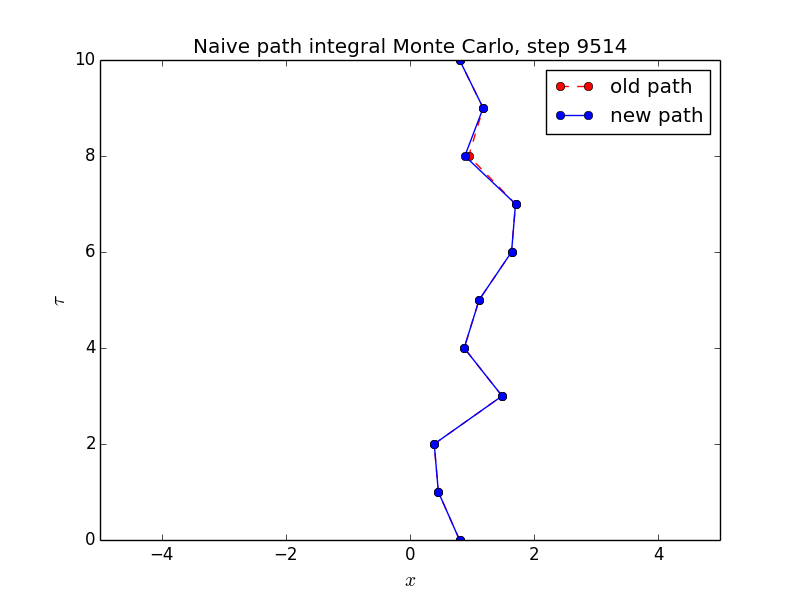 Naive path integral Monte Carlo, step 9514
10
8
6
4
2
0
τ
old path
new path
−4
−2
0
2
4
x